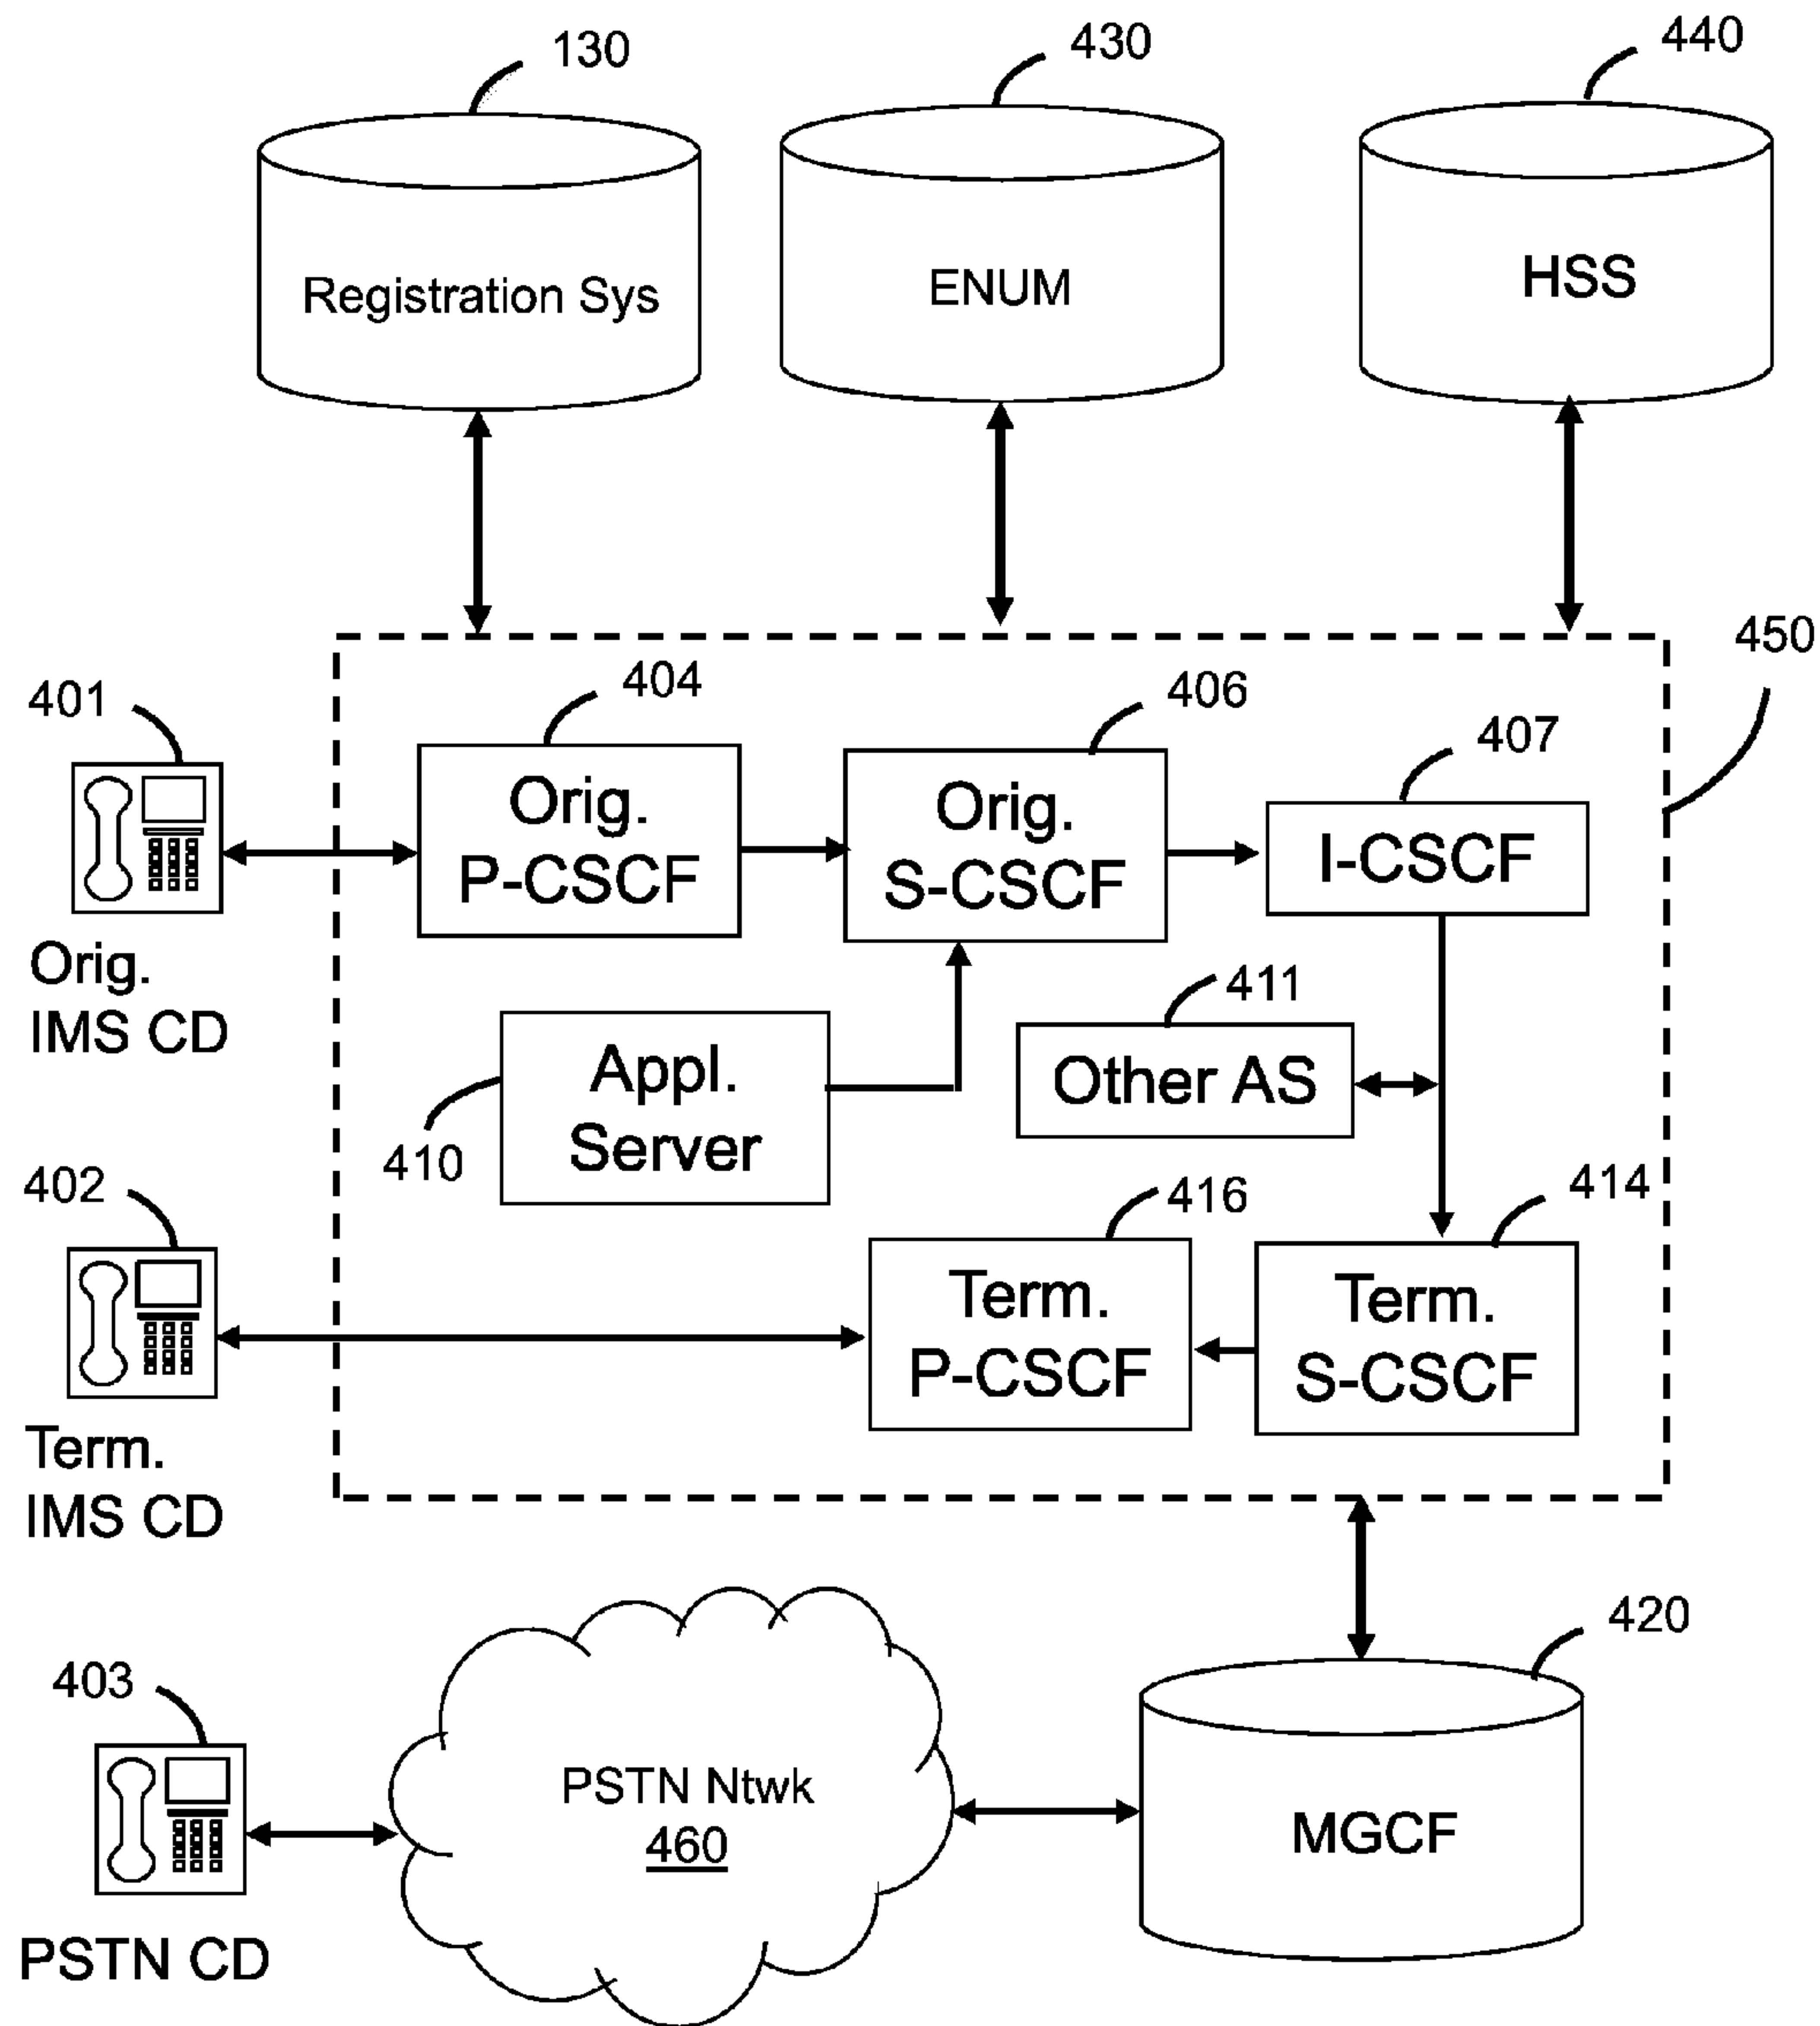 130
430
440
Registration Sys
ENUM
HSS
450
401
404
406
407
Orig.
P-CSCF
Orig.
S-CSCF
I-CSCF
Orig.
IMS CD
411
Other AS
410
Appl.
Server
402
416
414
Term.
P-CSCF
Term.
S-CSCF
Term.
IMS CD
420
403
PSTN Ntwk
460
MGCF
PSTN CD